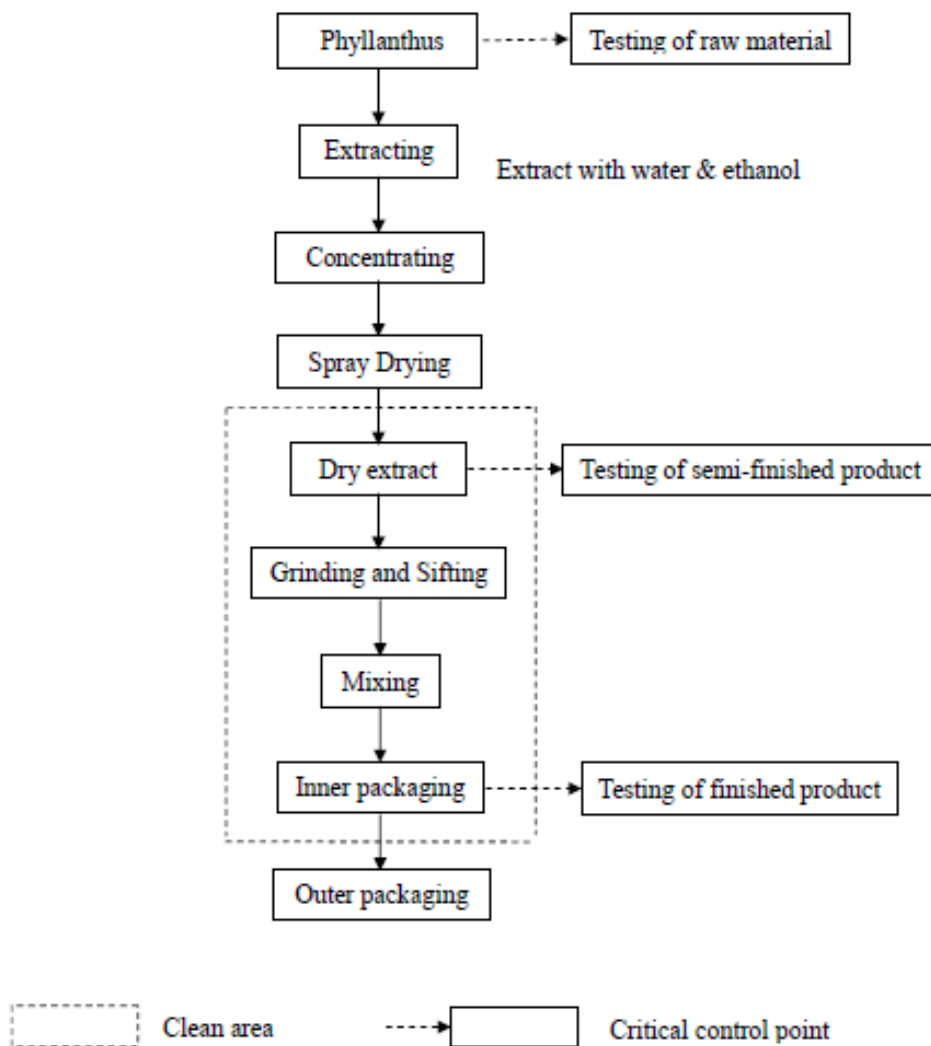 Phyllanthus
Testing of raw material
Extracting
Extract with water & ethanol
Concentrating
Spray Drying
Dry extract
Testing of semi-finished product
Grinding and Sifting
Mixing
Inner packaging
Testing of finished product
Outer packaging
Clean area
Critical control point